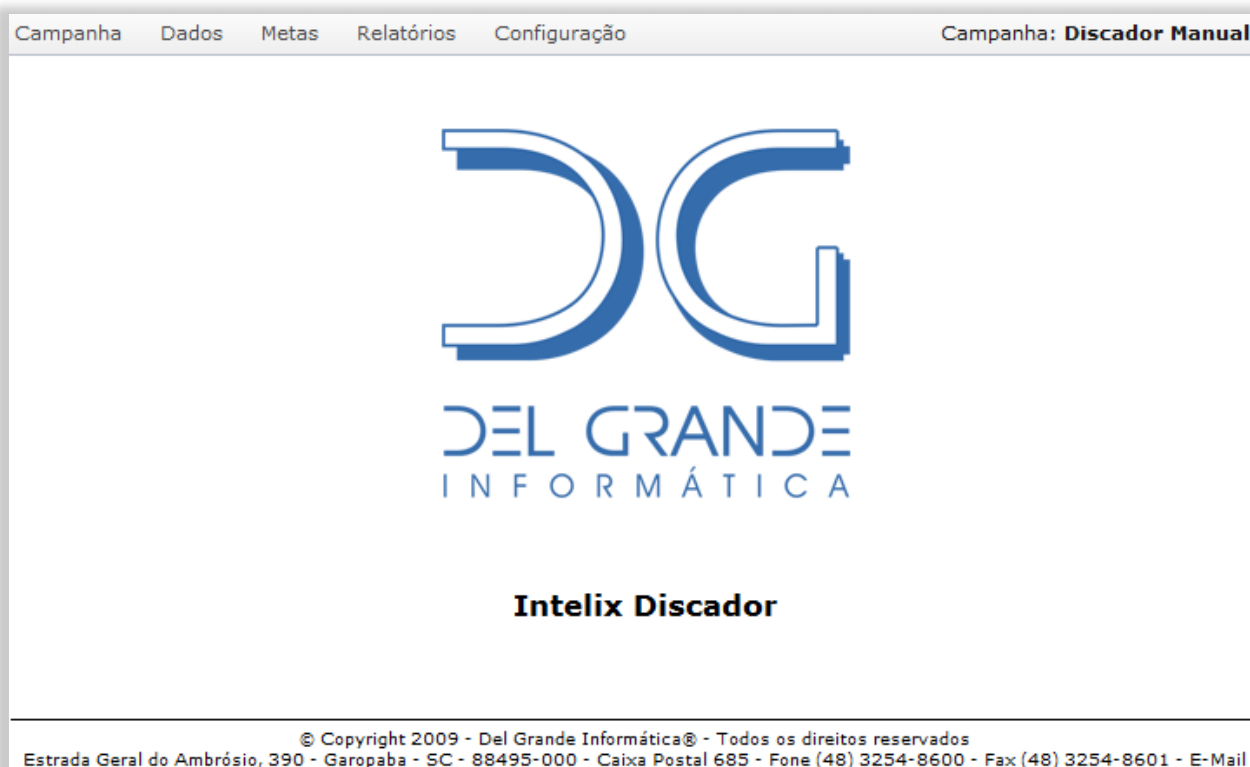 Campanha Dados Metas Relatórios Configuração Campanha: Discador Manual
DG
DEL GRANDE
INFORMÁTICA
Intelix Discador
© Copyright 2009 - Del Grande Informática® - Todos os direitos reservados
Estrada Geral do Ambrósio, 390 - Garopaba - SC - 88495-000 - Caixa Postal 685 - Fone (48) 3254-8600 - Fax (48) 3254-8601 - E-Mail